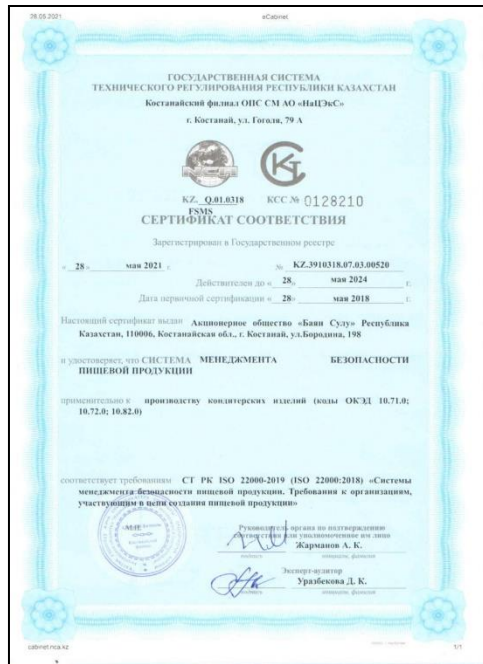 28.05.2021 eCabinet
ГОСУДАРСТВЕННАЯ СИСТЕМА
ТЕХНИЧЕСКОГО РЕГУЛИРОВАНИЯ РЕСПУБЛИКИ КАЗАХСТАН
Костанайский филиал ОПС СМ АО «НаЦЭкС»
г. Костанай, ул. Гоголя, 79 А
KZ. Q.01.0318 КСС № 0128210
FSMS
СЕРТИФИКАТ СООТВЕТСТВИЯ
Зарегистрирован в Государственном реестре
« 28 » мая 2021 г. № KZ.3910318.07.03.00520
Действителен до « 28 » мая 2024 г.
Дата первичной сертификации « 28 » мая 2018 г.
Настоящий сертификат выдан Акционерное общество «Баян Сулу» Республика
Казахстан, 110006, Костанайская обл., г. Костанай, ул.Бородина, 198
и удостоверяет, что СИСТЕМА МЕНЕДЖМЕНТА БЕЗОПАСНОСТИ
ПИЩЕВОЙ ПРОДУКЦИИ
применительно к производству кондитерских изделий (коды ОКЭД 10.71.0;
10.72.0; 10.82.0)
соответствует требованиям СТ РК ISO 22000-2019 (ISO 22000:2018) «Системы
менеджмента безопасности пищевой продукции. Требования к организациям,
участвующим в цепи создания пищевой продукции»
М.П. Руководитель органа по подтверждению
соответствия или уполномоченное им лицо
Жарманов А. К.
подпись инициалы, фамилия
Эксперт-аудитор
Уразбекова Д. К.
подпись инициалы, фамилия
cabinet.nca.kz 1/1